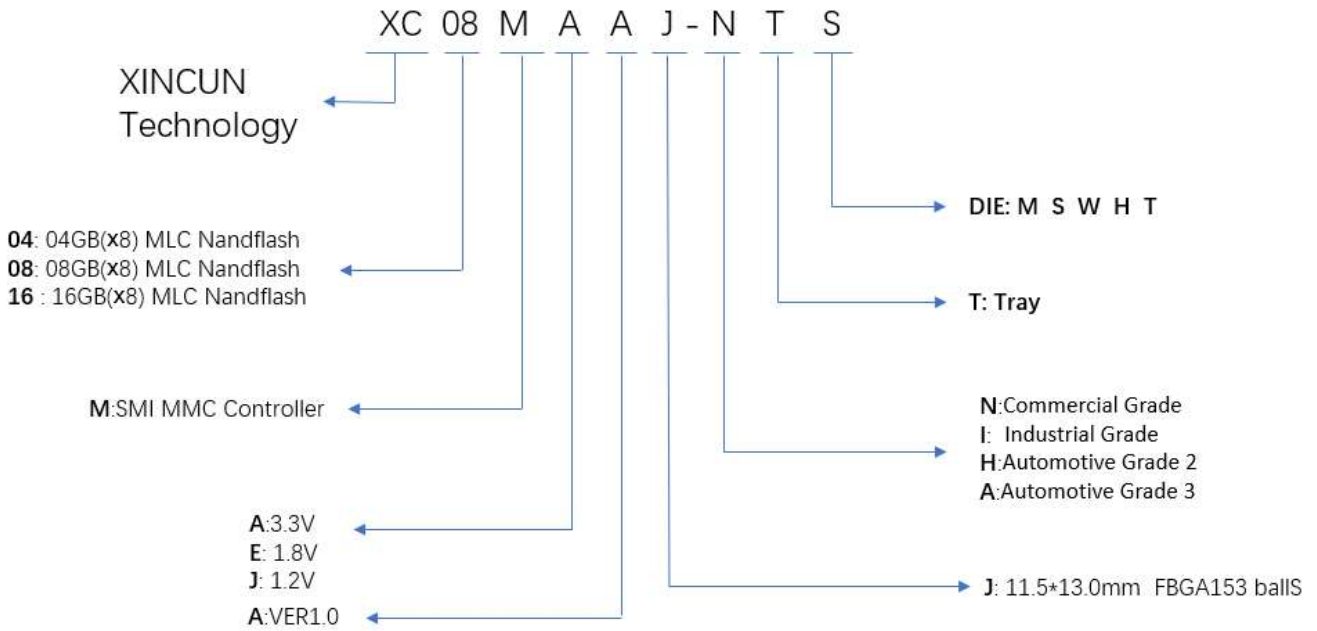 XC 08 M A A J - N T S
XINCUN
Technology
DIE: M S W H T
04: 04GB(x8) MLC Nandflash
08: 08GB(x8) MLC Nandflash
16 : 16GB(x8) MLC Nandflash
T: Tray
M:SMI MMC Controller
N:Commercial Grade
I: Industrial Grade
H:Automotive Grade 2
A:Automotive Grade 3
A:3.3V
E: 1.8V
J: 1.2V
J: 11.5*13.0mm FBGA153 ballS
A:VER1.0